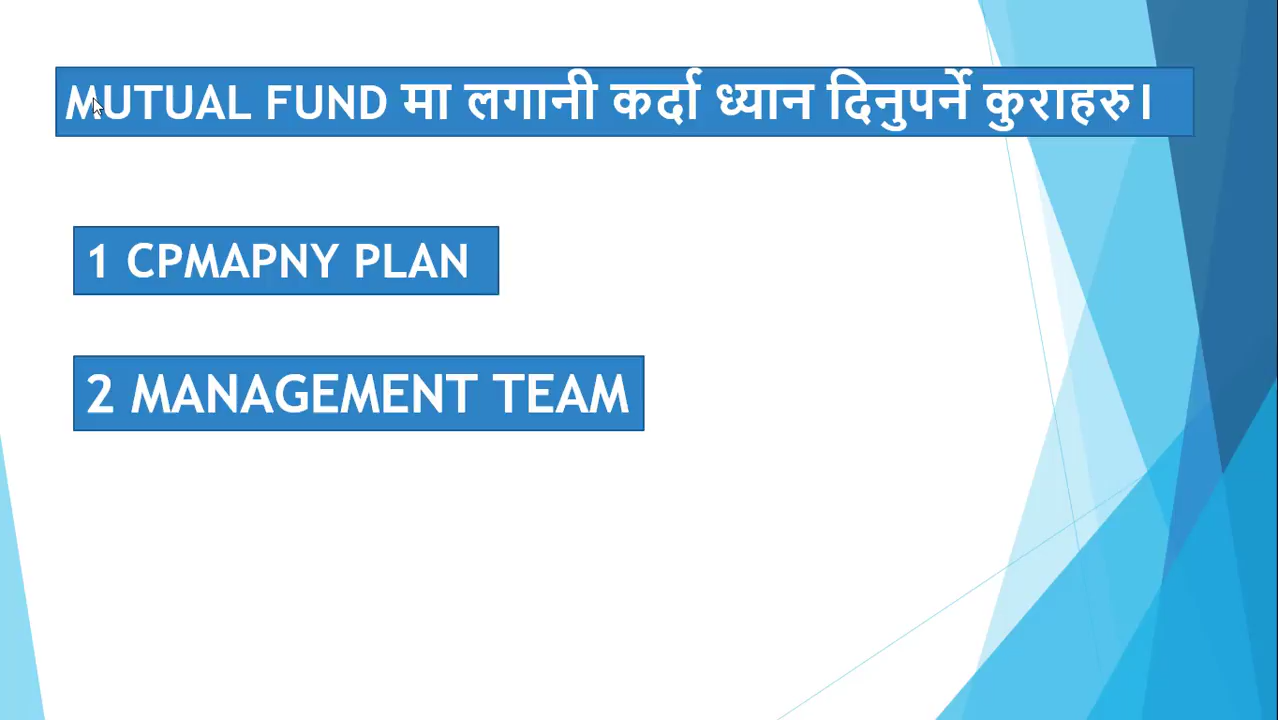 MUTUAL FUND मा लगानी कर्दा ध्यान दिनुपर्ने कुराहरु।
1 CPMAPNY PLAN
2 MANAGEMENT TEAM